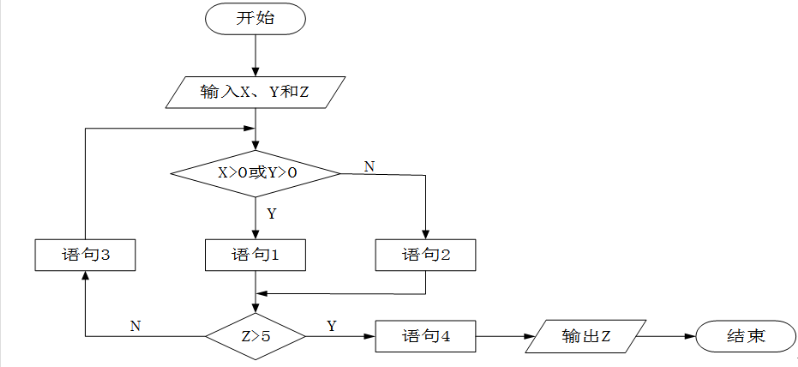 开始
输入X、Y和Z
X>0或Y>0
N
Y
语句3
语句1
语句2
N
Z>5
Y
语句4
输出Z
结束